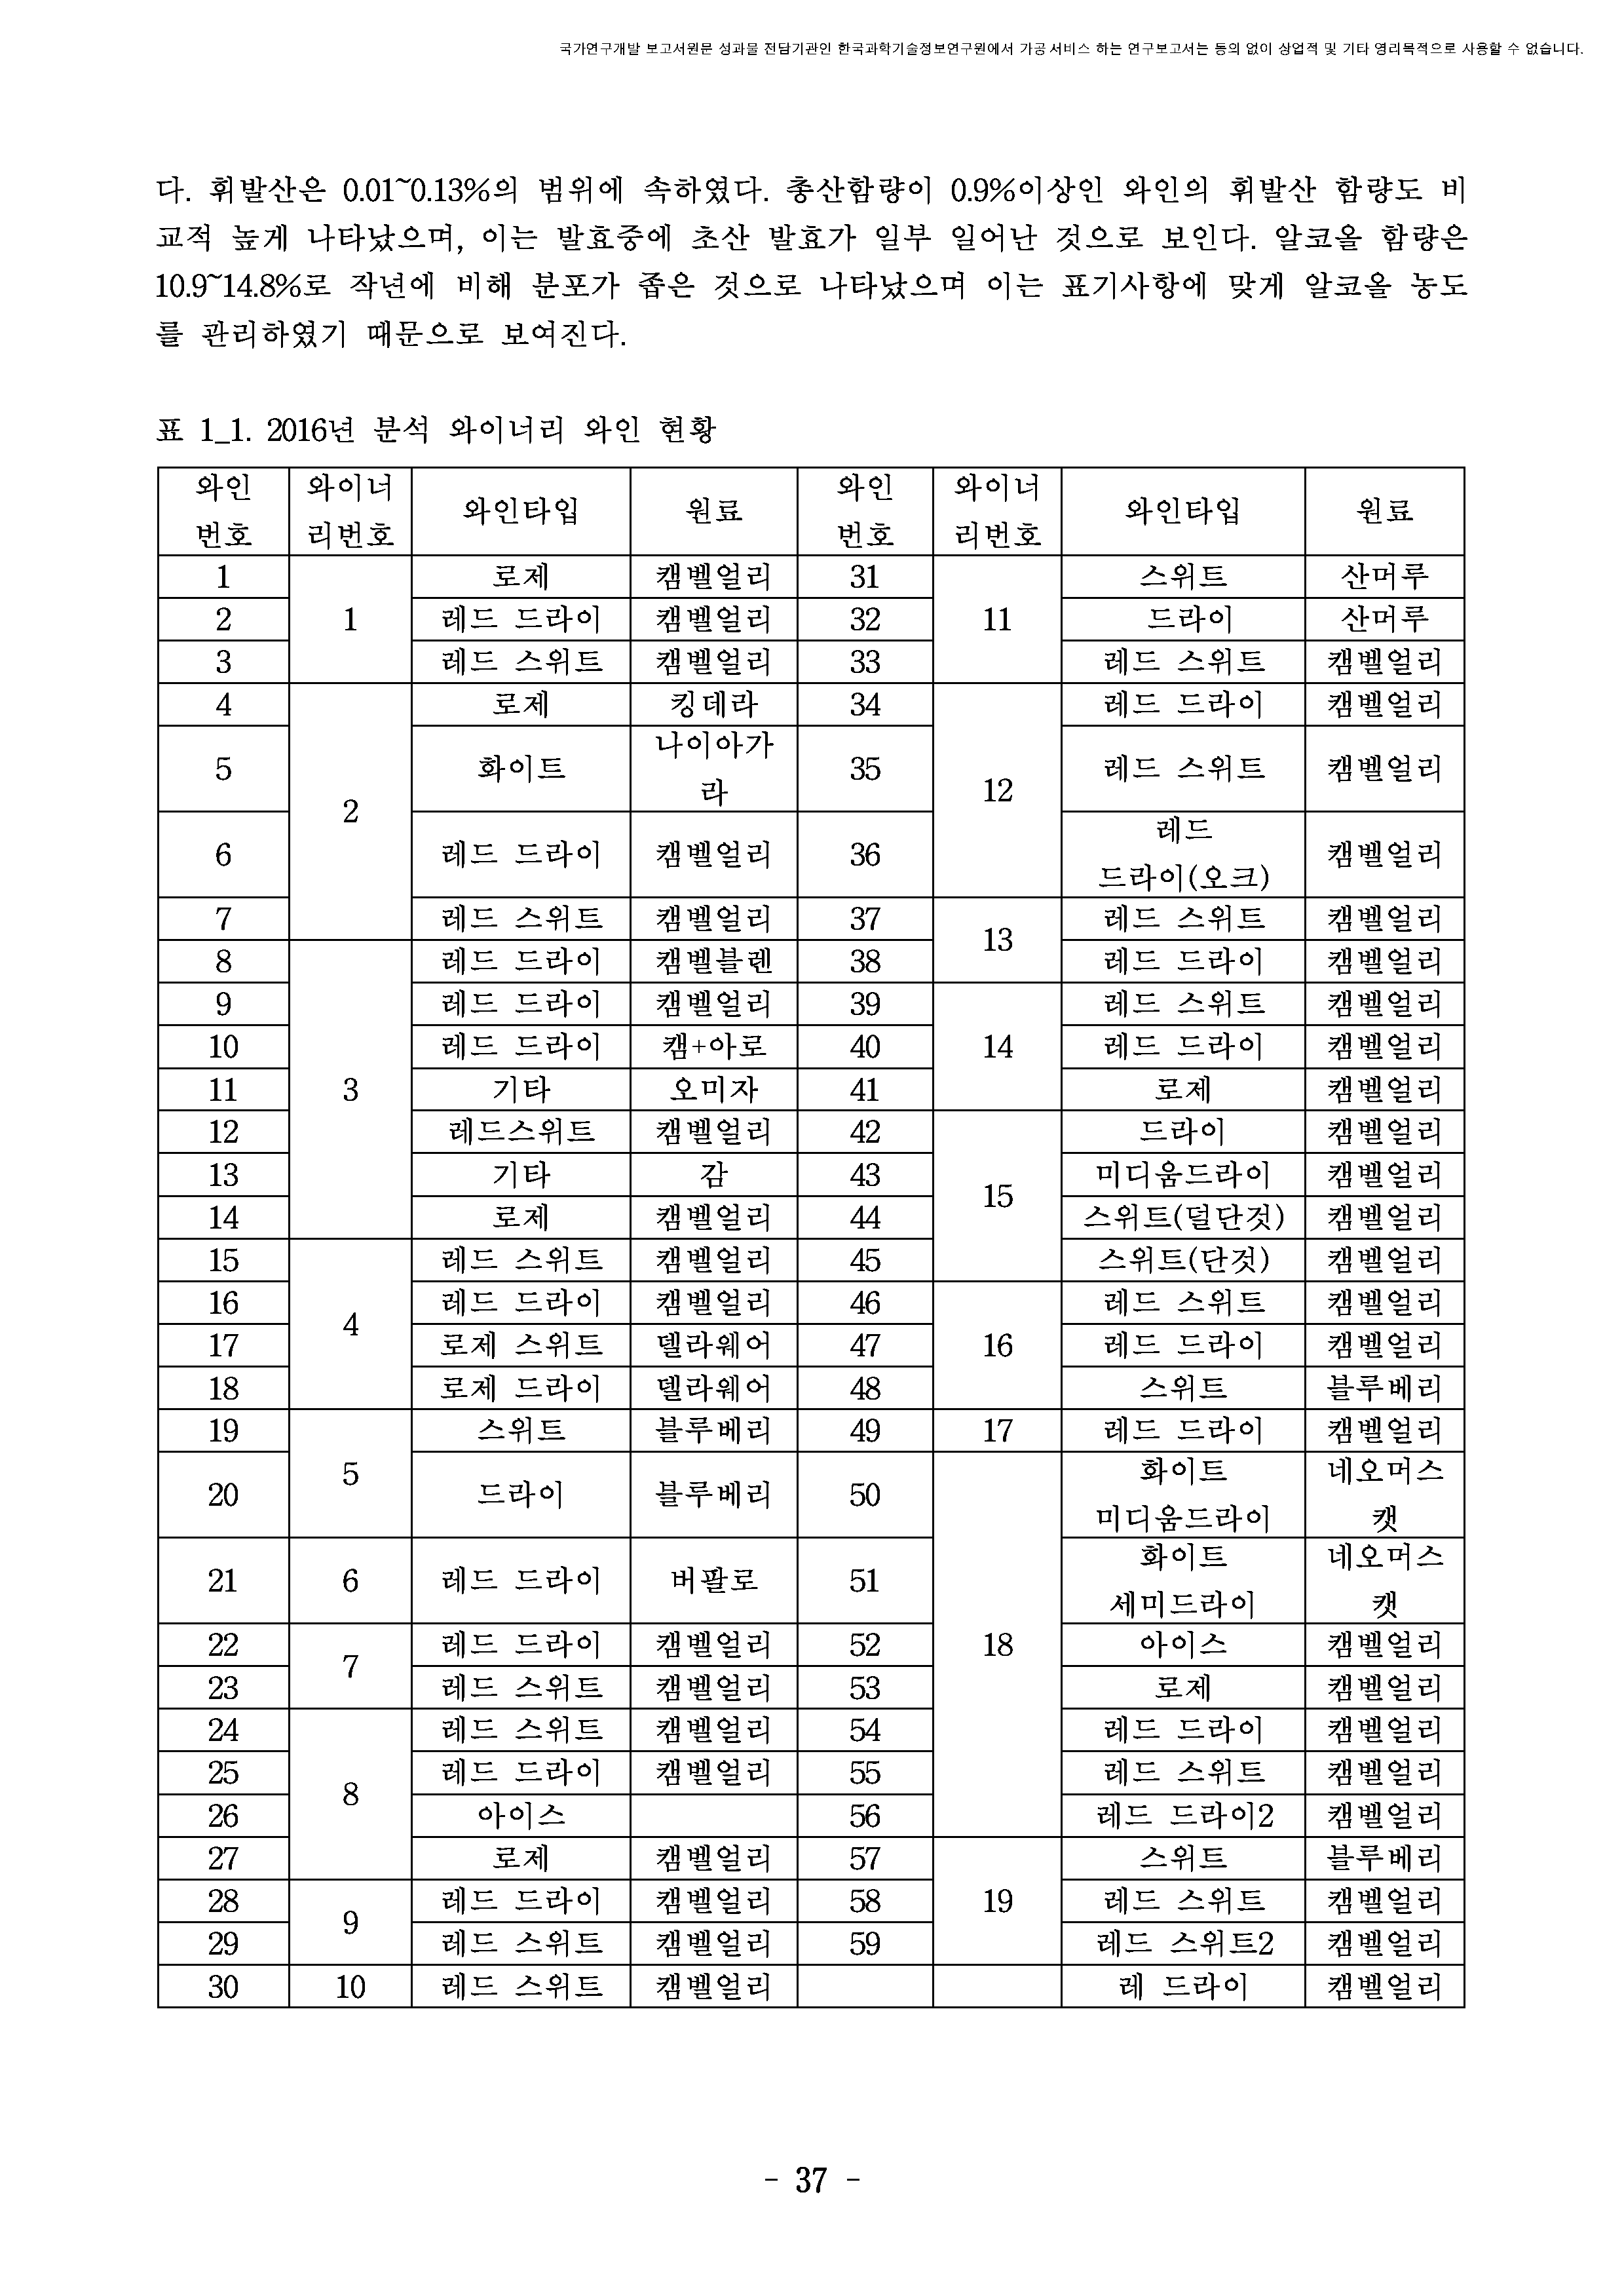 국가연구개발 보고서원문 성과물 전담기관인 한국과학기술정보연구원에서 가공·서비스 하는 연구보고서는 동의 없이 상업적 및 기타 영리목적으로 사용할 수 없습니다.
다. 휘발산은 0.01~0.13%의 범위에 속하였다. 총산함량이 0.9%이상인 와인의 휘발산 함량도 비
교적 높게 나타났으며, 이는 발효중에 초산 발효가 일부 일어난 것으로 보인다. 알코올 함량은
10.9~14.8%로 작년에 비해 분포가 좁은 것으로 나타났으며 이는 표기사항에 맞게 알코올 농도
를 관리하였기 때문으로 보여진다.
표 1_1. 2016년 분석 와이너리 와인 현황
와인 와이너 와인타입 원료 와인 와이너 와인타입 원료
번호 리번호 번호 리번호
1 로제 캠벨얼리 31 스위트 산머루
2 1 레드 드라이 캠벨얼리 32 11 드라이 산머루
3 레드 스위트 캠벨얼리 33 레드 스위트 캠벨얼리
4 로제 킹데라 34 레드 드라이 캠벨얼리
나이아가
5 화이트 35 레드 스위트 캠벨얼리
라
2 12
레드
6 레드 드라이 캠벨얼리 36 캠벨얼리
드라이(오크)
7 레드 스위트 캠벨얼리 37 레드 스위트 캠벨얼리
13
8 레드 드라이 캠벨블렌 38 레드 드라이 캠벨얼리
9 레드 드라이 캠벨얼리 39 레드 스위트 캠벨얼리
10 레드 드라이 캠+아로 40 14 레드 드라이 캠벨얼리
11 3 기타 오미자 41 로제 캠벨얼리
12 레드스위트 캠벨얼리 42 드라이 캠벨얼리
13 기타 감 43 미디움드라이 캠벨얼리
15
14 로제 캠벨얼리 44 스위트(덜단것) 캠벨얼리
15 레드 스위트 캠벨얼리 45 스위트(단것) 캠벨얼리
16 레드 드라이 캠벨얼리 46 레드 스위트 캠벨얼리
4
17 로제 스위트 델라웨어 47 16 레드 드라이 캠벨얼리
18 로제 드라이 델라웨어 48 스위트 블루베리
19 스위트 블루베리 49 17 레드 드라이 캠벨얼리
5
화이트 네오머스
20 드라이 블루베리 50
미디움드라이 캣
화이트 네오머스
21 6 레드 드라이 버팔로 51
세미드라이 캣
22 레드 드라이 캠벨얼리 52 18 아이스 캠벨얼리
7
23 레드 스위트 캠벨얼리 53 로제 캠벨얼리
24 레드 스위트 캠벨얼리 54 레드 드라이 캠벨얼리
25 레드 드라이 캠벨얼리 55 레드 스위트 캠벨얼리
8
26 아이스 56 레드 드라이2 캠벨얼리
27 로제 캠벨얼리 57 스위트 블루베리
28 레드 드라이 캠벨얼리 58 19 레드 스위트 캠벨얼리
9
29 레드 스위트 캠벨얼리 59 레드 스위트2 캠벨얼리
30 10 레드 스위트 캠벨얼리 레 드라이 캠벨얼리
- 37 -